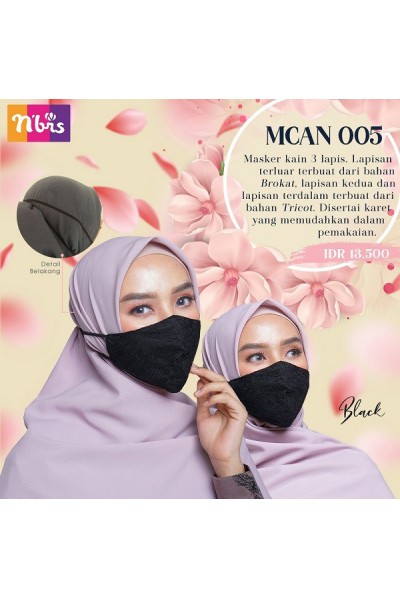 nbrs
MCAN 005
Masker kain 3 lapis. Lapisan
terluar terbuat dari bahan
Brokat, lapisan kedua dan
lapisan terdalam terbuat dari
bahan Tricot. Disertai karet
yang memudahkan dalam
pemakaian.
IDR 13.500
Detail
Belakang
Black